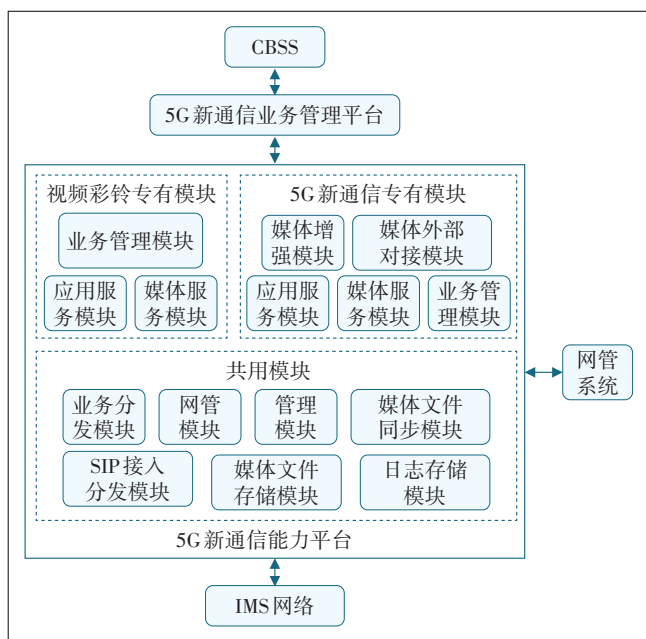 CBSS
5G新通信业务管理平台
视频彩铃专有模块
业务管理模块
应用服
务模块
媒体服
务模块
5G新通信专有模块
媒体增
强模块
媒体外部
对接模块
应用服
务模块
媒体服
务模块
业务管
理模块
共用模块
业务分
发模块
网管
模块
管理
模块
媒体文件
同步模块
SIP接入
分发模块
媒体文件
存储模块
日志存储
模块
5G新通信能力平台
网管
系统
IMS网络